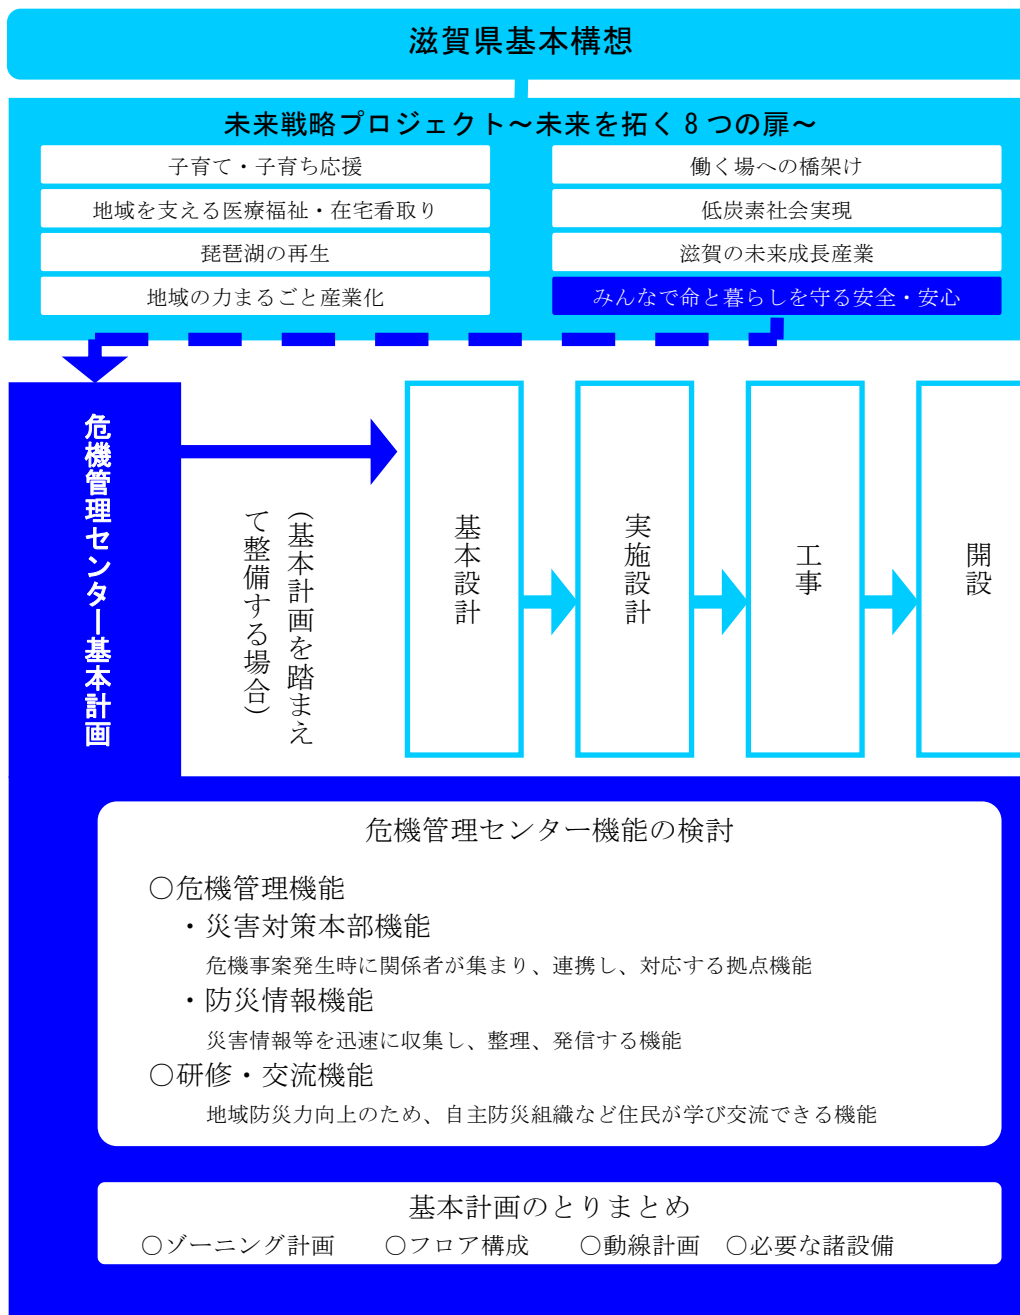 滋賀県基本構想
未来戦略プロジェクト～未来を拓く8つの扉～
子育て・子育ち応援
地域を支える医療福祉・在宅看取り
琵琶湖の再生
地域の力まるごと産業化
働く場への橋架け
低炭素社会実現
滋賀の未来成長産業
みんなで命と暮らしを守る安全・安心
危機管理センター基本計画
(基本計画を踏まえ
て整備する場合)
基本設計
実施設計
工事
開設
危機管理センター機能の検討
○危機管理機能
・災害対策本部機能
危機事案発生時に関係者が集まり、連携し、対応する拠点機能
・防災情報機能
災害情報等を迅速に収集し、整理、発信する機能
○研修・交流機能
地域防災力向上のため、自主防災組織など住民が学び交流できる機能
基本計画のとりまとめ
○ゾーニング計画 ○フロア構成 ○動線計画 ○必要な諸設備